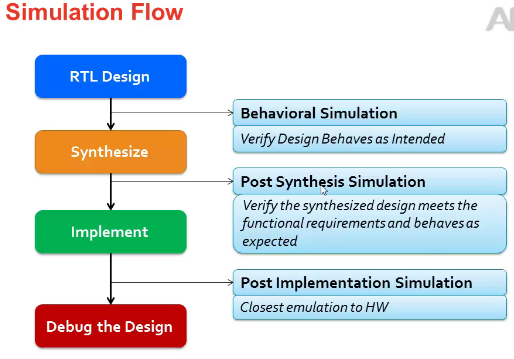 Simulation Flow
RTL Design
Behavioral Simulation
Verify Design Behaves as Intended
Synthesize
Post Synthesis Simulation
Verify the synthesized design meets the
functional requirements and behaves as
expected
Implement
Post Implementation Simulation
Closest emulation to HW
Debug the Design